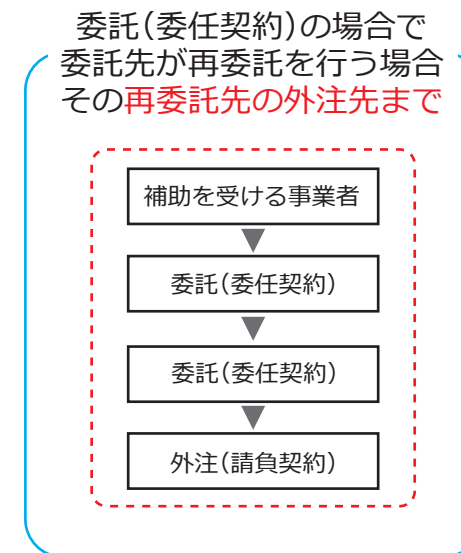 委託(委任契約)の場合で
委託先が再委託を行う場合
その再委託先の外注先まで
補助を受ける事業者
委託(委任契約)
委託(委任契約)
外注(請負契約)